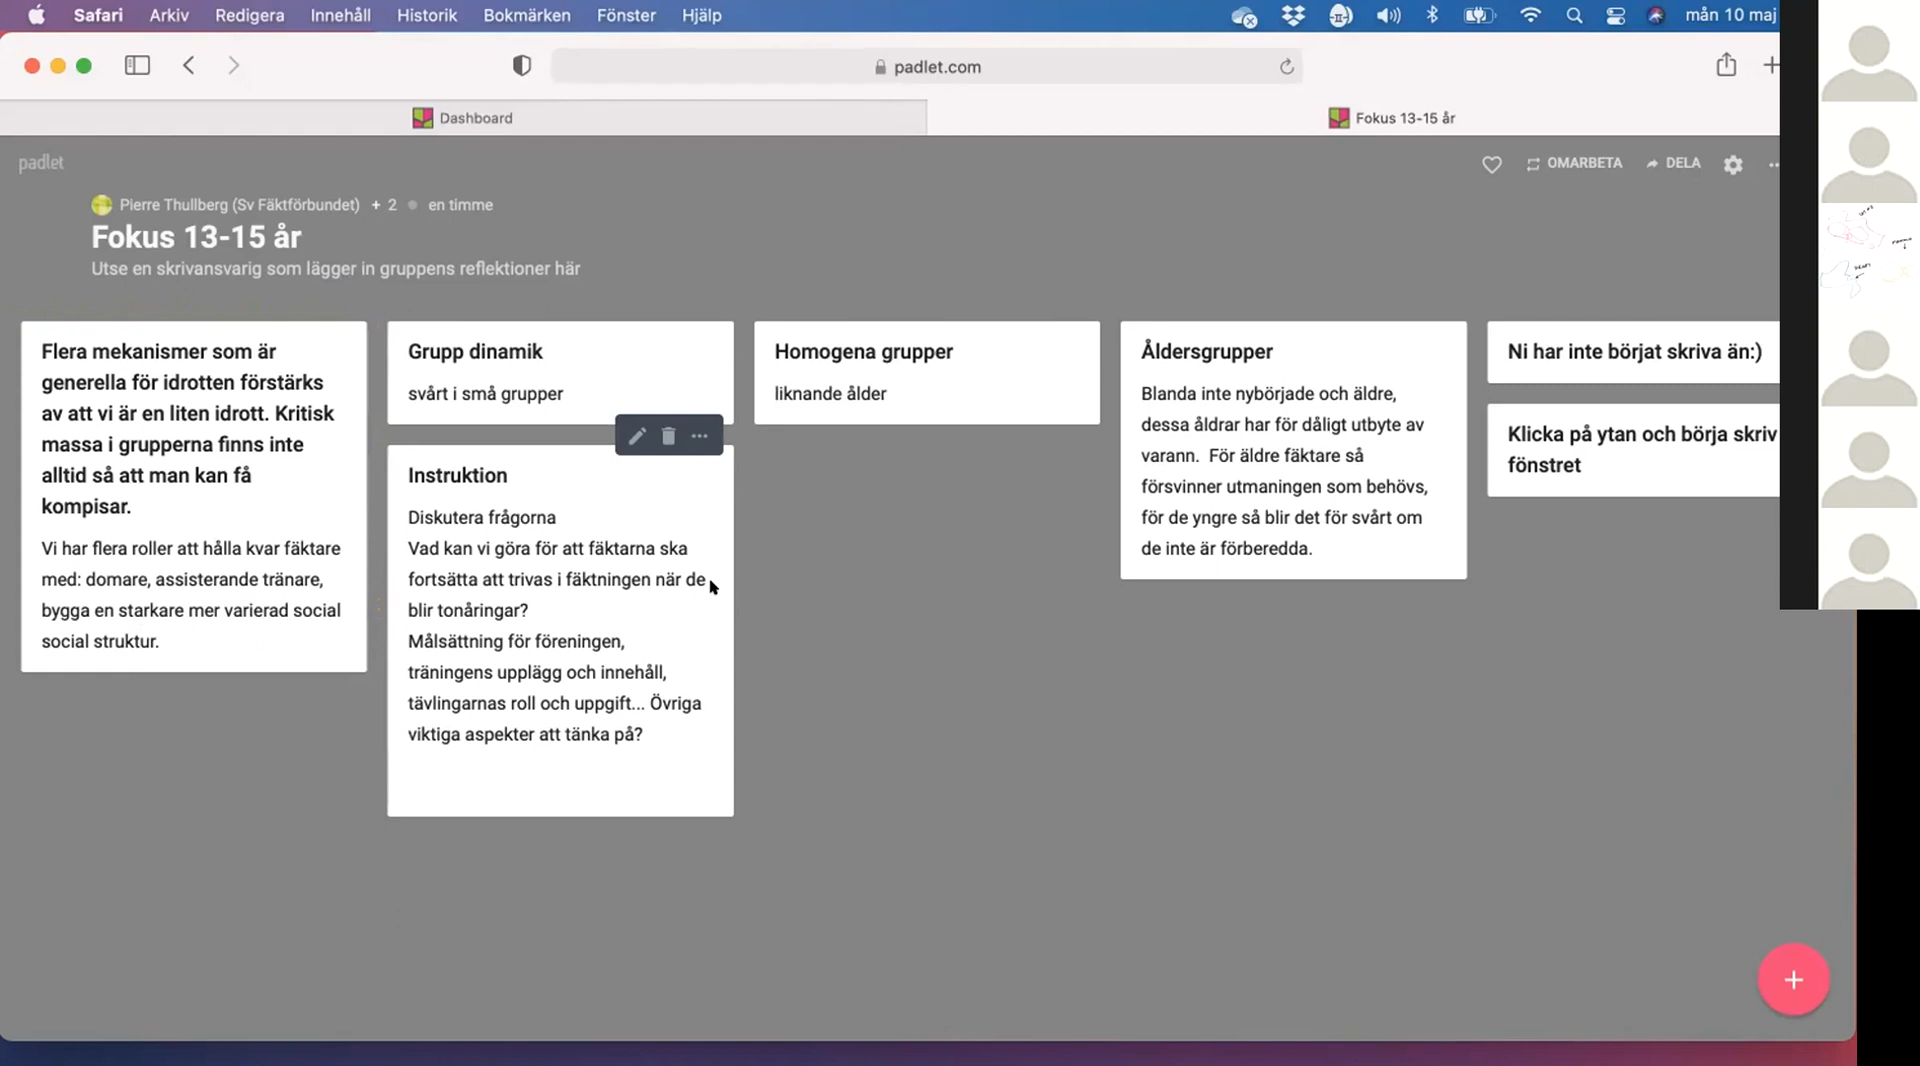 Safari Arkiv Redigera Innehåll Historik Bokmärken Fönster Hjälp mån 10 maj
padlet.com
Dashboard Fokus 13-15 år
padlet OMARBETA DELA
Pierre Thullberg (Sv Fäktförbundet) + 2 en timme
Fokus 13-15 år
Utse en skrivansvarig som lägger in gruppens reflektioner här
Flera mekanismer som är
generella för idrotten förstärks
av att vi är en liten idrott. Kritisk
massa i grupperna finns inte
alltid så att man kan få
kompisar.
Vi har flera roller att hålla kvar fäktare
med: domare, assisterande tränare,
bygga en starkare mer varierad social
social struktur.
Grupp dinamik
svårt i små grupper
Instruktion
Diskutera frågorna
Vad kan vi göra för att fäktarna ska
fortsätta att trivas i fäktningen när de
blir tonåringar?
Målsättning för föreningen,
träningens upplägg och innehåll,
tävlingarnas roll och uppgift... Övriga
viktiga aspekter att tänka på?
Homogena grupper
liknande ålder
Åldersgrupper
Blanda inte nybörjade och äldre,
dessa åldrar har för dåligt utbyte av
varann. För äldre fäktare så
försvinner utmaningen som behövs,
för de yngre så blir det för svårt om
de inte är förberedda.
Ni har inte börjat skriva än:)
Klicka på ytan och börja skriv
fönstret